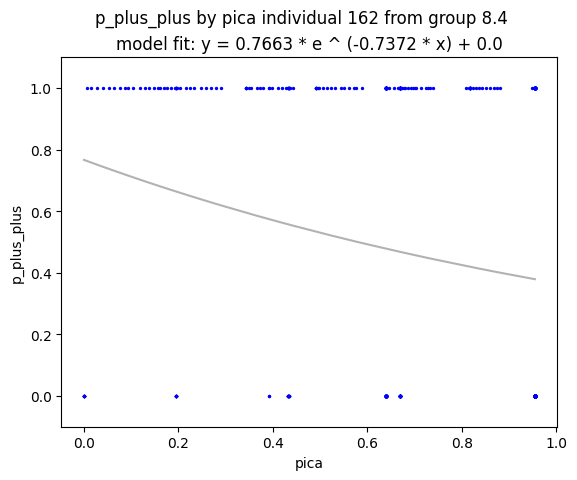 p_plus_plus by pica individual 162 from group 8.4
model fit: y = 0.7663 * e ^ (-0.7372 * x) + 0.0
1.0
0.8
0.6
0.4
0.2
0.0
p_plus_plus
0.0 0.2 0.4 0.6 0.8 1.0
pica